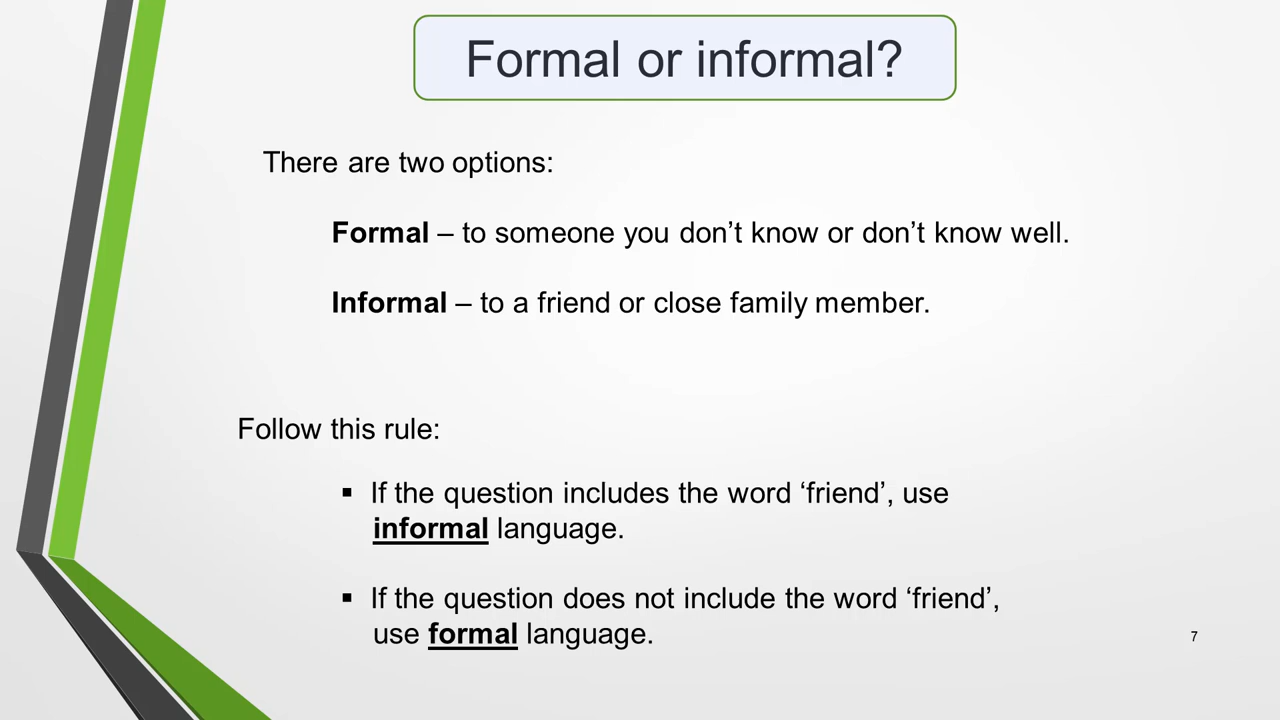 Formal or informal?
There are two options:
Formal – to someone you don’t know or don’t know well.
Informal – to a friend or close family member.
Follow this rule:
▪ If the question includes the word ‘friend’, use
informal language.
▪ If the question does not include the word ‘friend’,
use formal language.
7